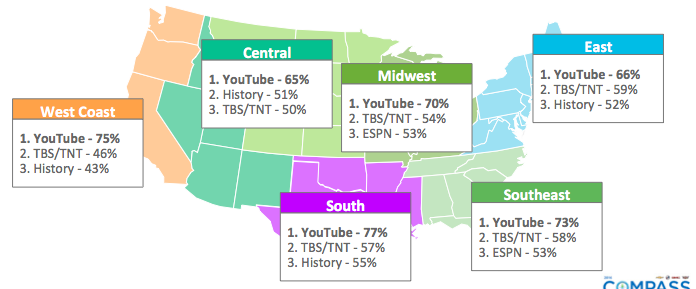 Central
1. YouTube - 65%
2. History - 51%
3. TBS/TNT - 50%
East
1. YouTube - 66%
2. TBS/TNT - 59%
3. History - 52%
Midwest
1. YouTube - 70%
2. TBS/TNT - 54%
3. ESPN - 53%
West Coast
1. YouTube - 75%
2. TBS/TNT - 46%
3. History - 43%
South
1. YouTube - 77%
2. TBS/TNT - 57%
3. History - 55%
Southeast
1. YouTube - 73%
2. TBS/TNT - 58%
3. ESPN - 53%
COMPASS